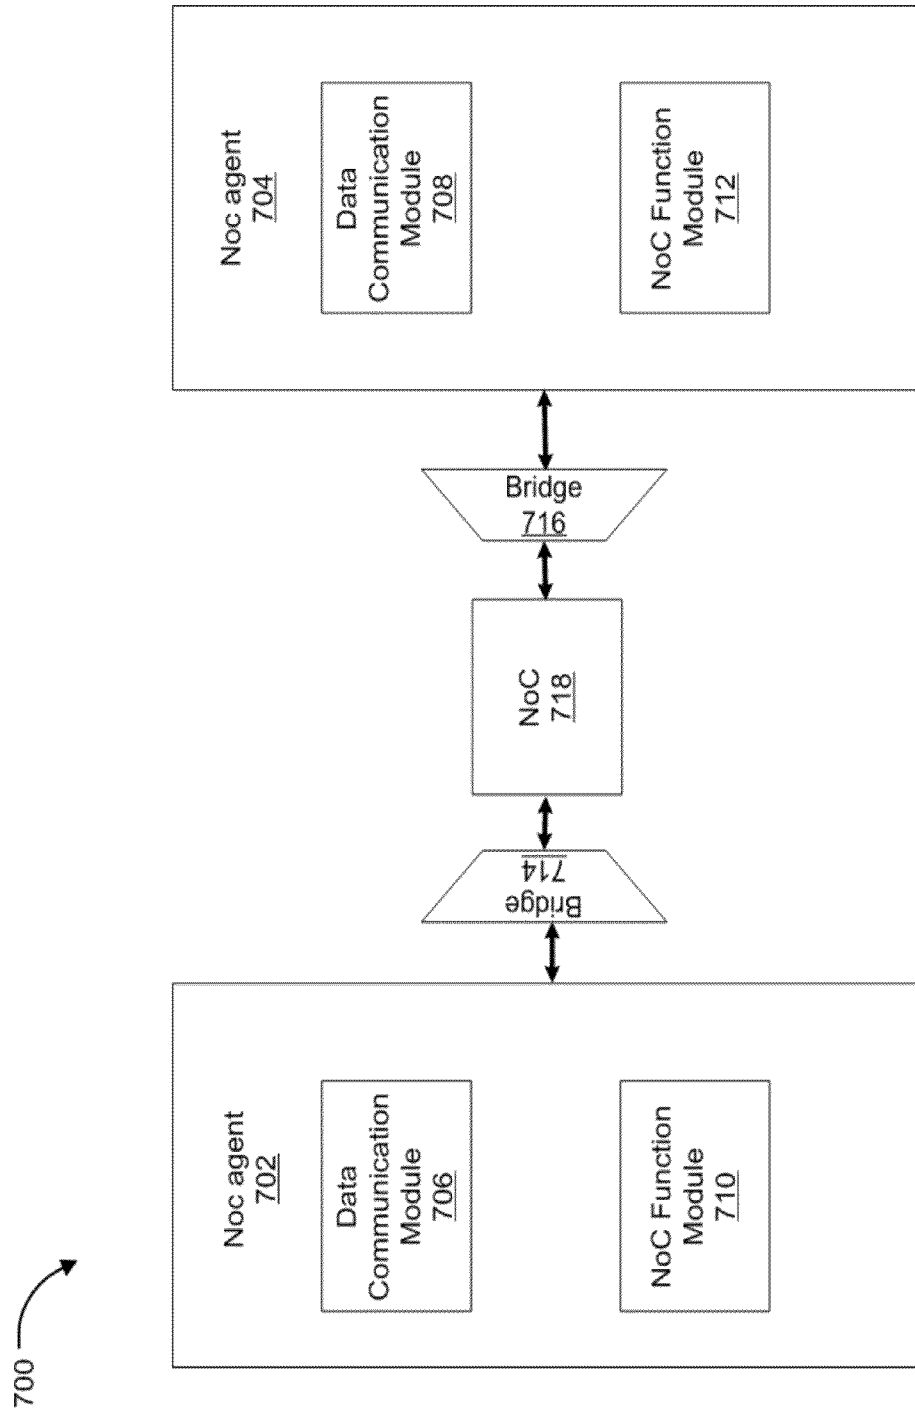 700
Noc agent
702
Data
Communication
Module
706
NoC Function
Module
710
Bridge
714
NoC
718
Bridge
716
Noc agent
704
Data
Communication
Module
708
NoC Function
Module
712